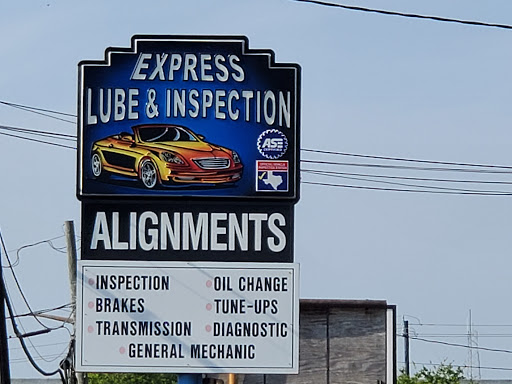 EXPRESS
LUBE & INSPECTION
ASE
ALIGNMENTS
INSPECTION OIL CHANGE
BRAKES TUNE-UPS
TRANSMISSION DIAGNOSTIC
GENERAL MECHANIC